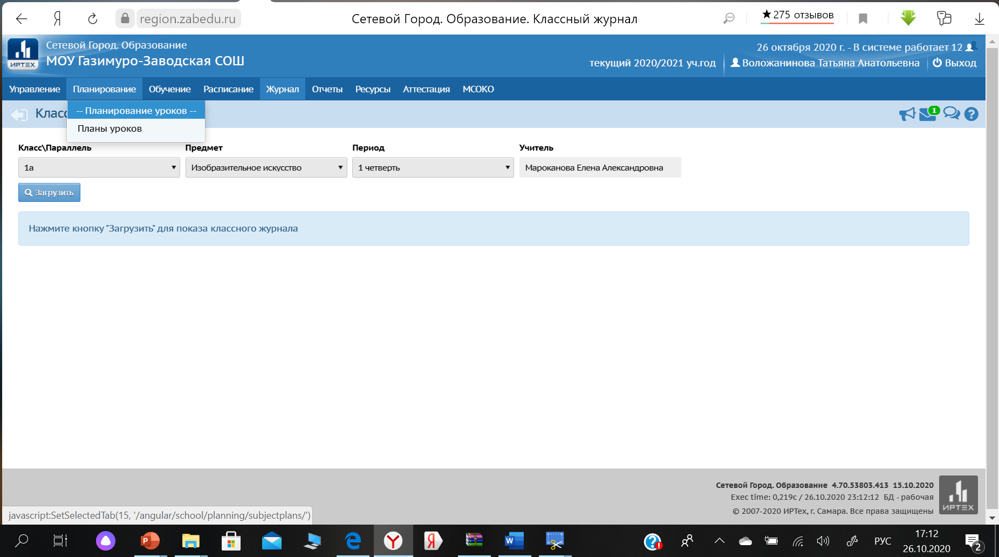 Я
region.zabedu.ru
Сетевой Город. Образование. Классный журнал
★275 отзывов
ИРТЕХ
Сетевой Город. Образование
МОУ Газимуро-Заводская СОШ
26 октября 2020 г. - В системе работает 12
текущий 2020/2021 уч.год
Воложанинова Татьяна Анатольевна
Выход
Управление Планирование Обучение Расписание Журнал Отчеты Ресурсы Аттестация МСОКО
Класс
-- Планирование уроков --
Планы уроков
1
?
Класс\Параллель Предмет Период Учитель
1а Изобразительное искусство 1 четверть Мароканова Елена Александровна
Загрузить
Нажмите кнопку "Загрузить" для показа классного журнала
Сетевой Город. Образование 4.70.53803.413 15.10.2020
Exec time: 0,219с / 26.10.2020 23:12:12 БД - рабочая
© 2007-2020 ИРТех, г. Самара. Все права защищены
ИРТЕХ
javascript:SetSelectedTab(15, '/angular/school/planning/subjectplans/')
P
Y
Я
W
?
!
РУС
17:12
26.10.2020
2